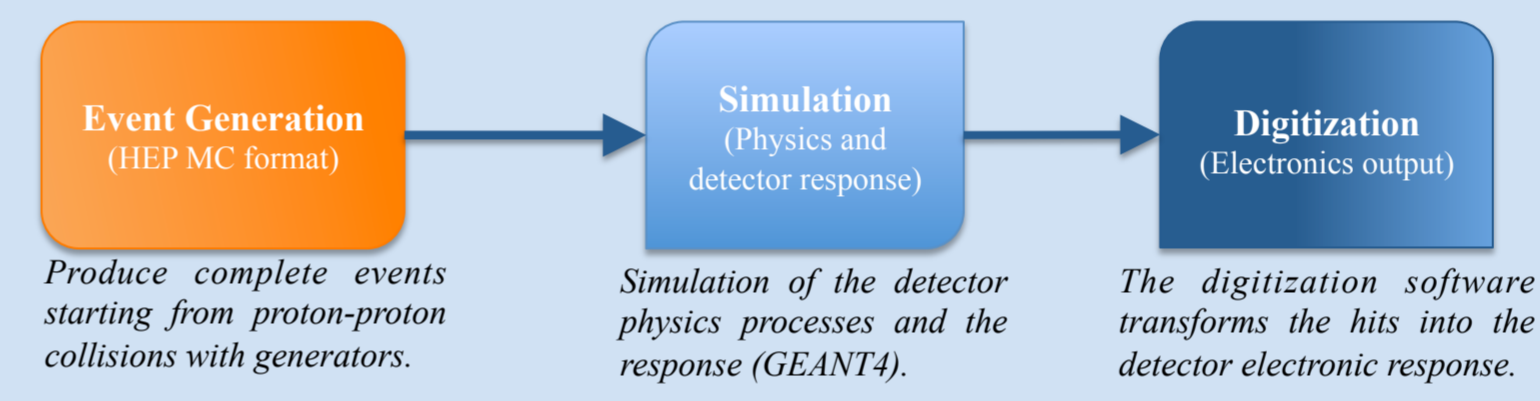 Event Generation
(HEP MC format)
Produce complete events
starting from proton-proton
collisions with generators.
Simulation
(Physics and
detector response)
Simulation of the detector
physics processes and the
response (GEANT4).
Digitization
(Electronics output)
The digitization software
transforms the hits into the
detector electronic response.